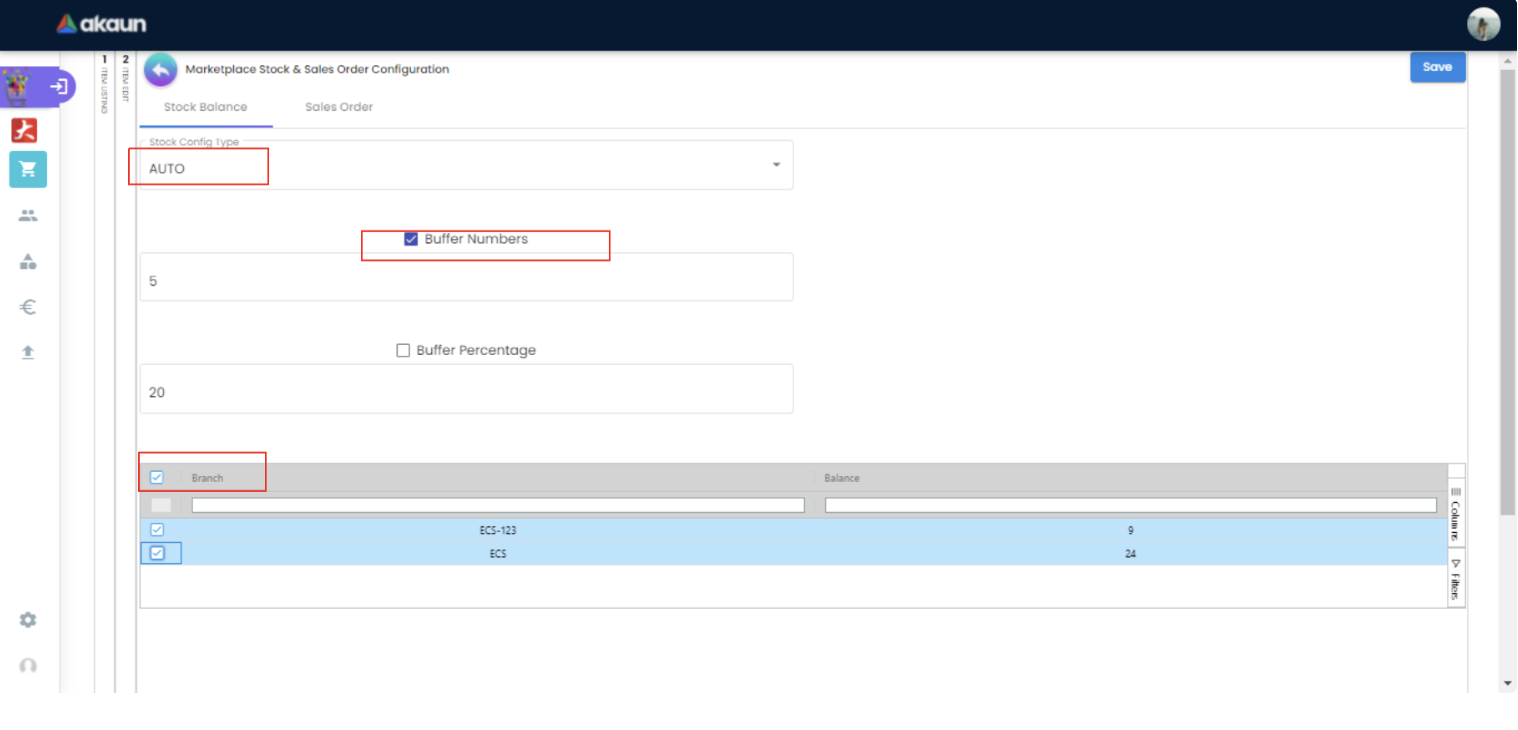 akaun
1 ITEM LISTING
2 ITEM EDIT
Marketplace Stock & Sales Order Configuration
Save
Stock Balance Sales Order
Stock Config Type
AUTO
Buffer Numbers
5
Buffer Percentage
20
Branch Balance
ECS-123 9
ECS 24
Columns
Filters